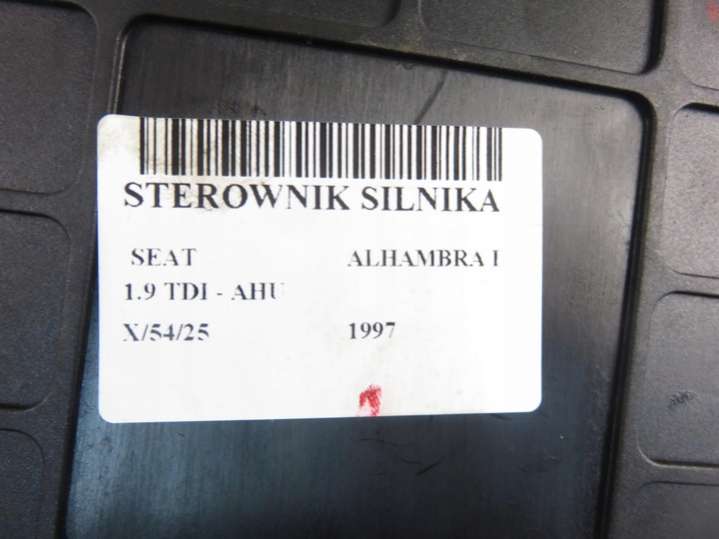 STEROWNIK SILNIKA
SEAT ALHAMBRA I
1.9 TDI - AHU
X/54/25 1997